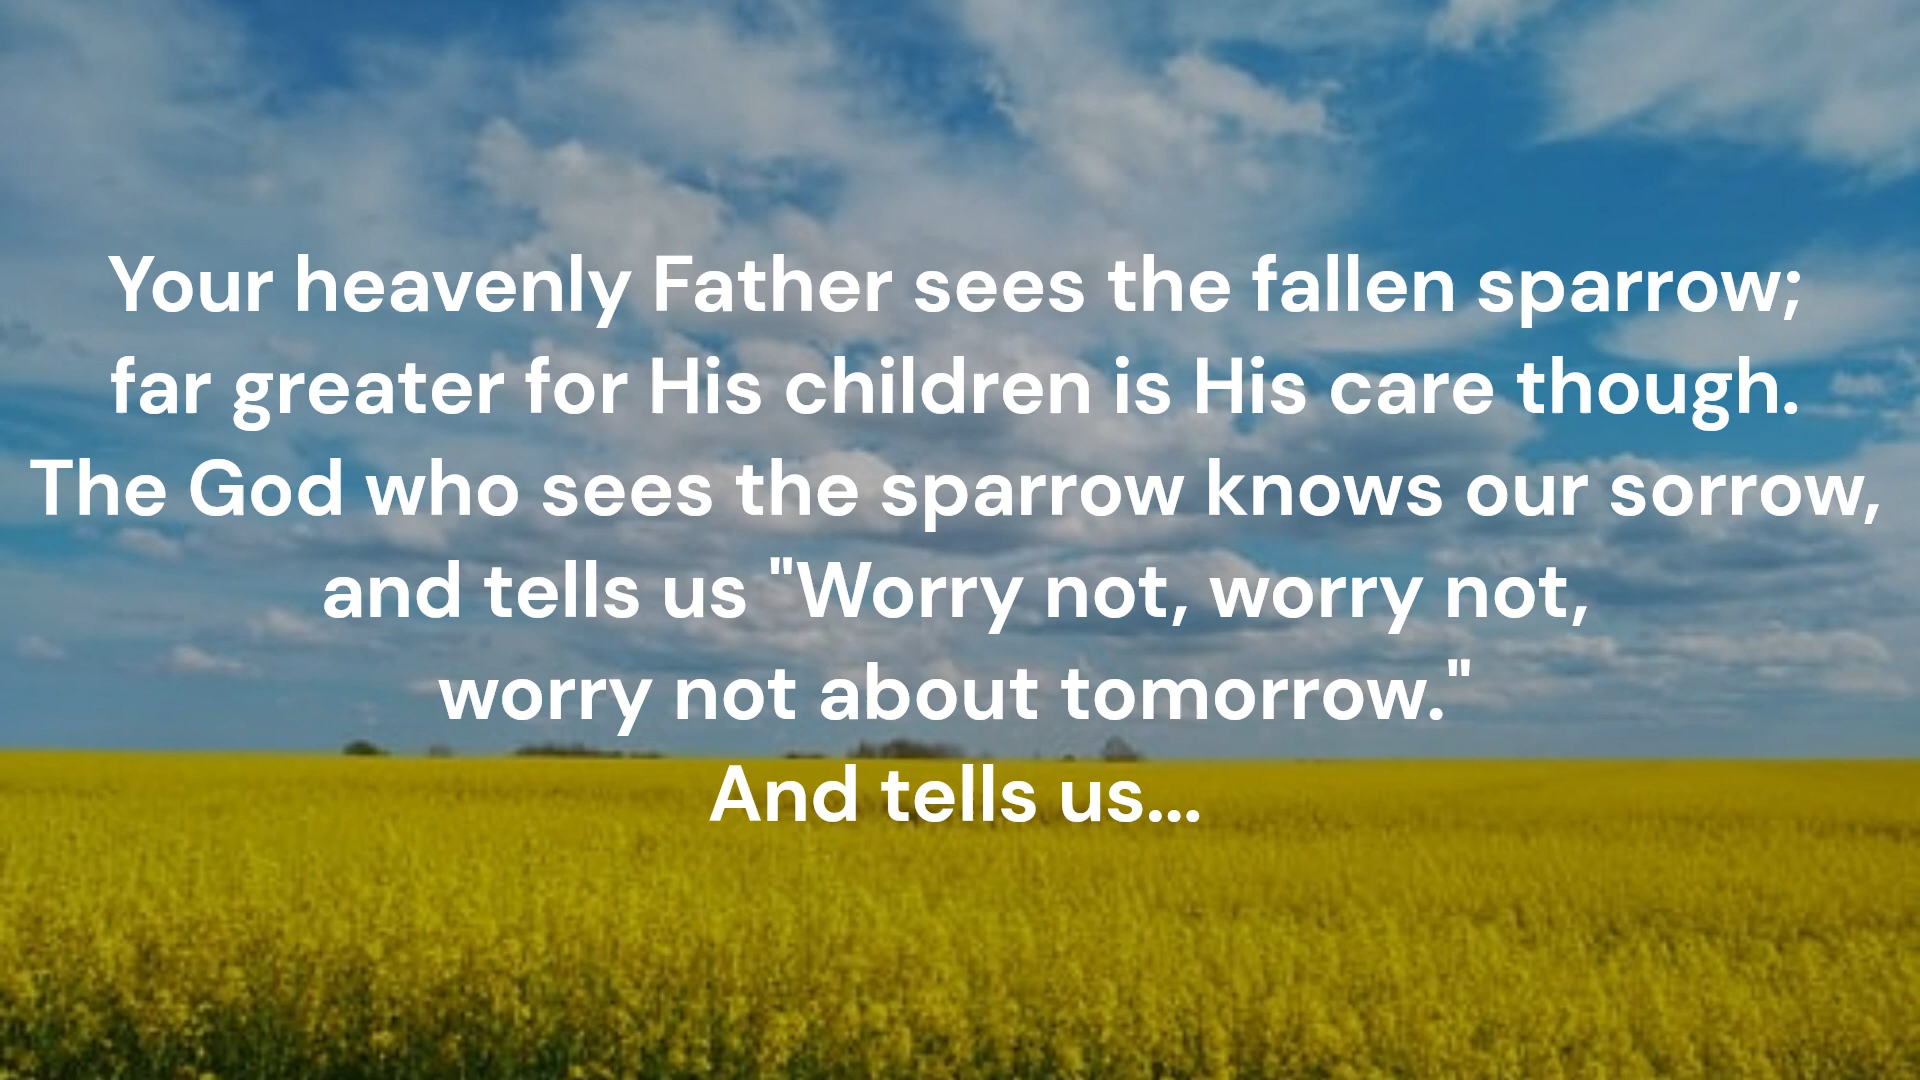 Your heavenly Father sees the fallen sparrow;
far greater for His children is His care though.
The God who sees the sparrow knows our sorrow,
and tells us "Worry not, worry not,
worry not about tomorrow."
And tells us...